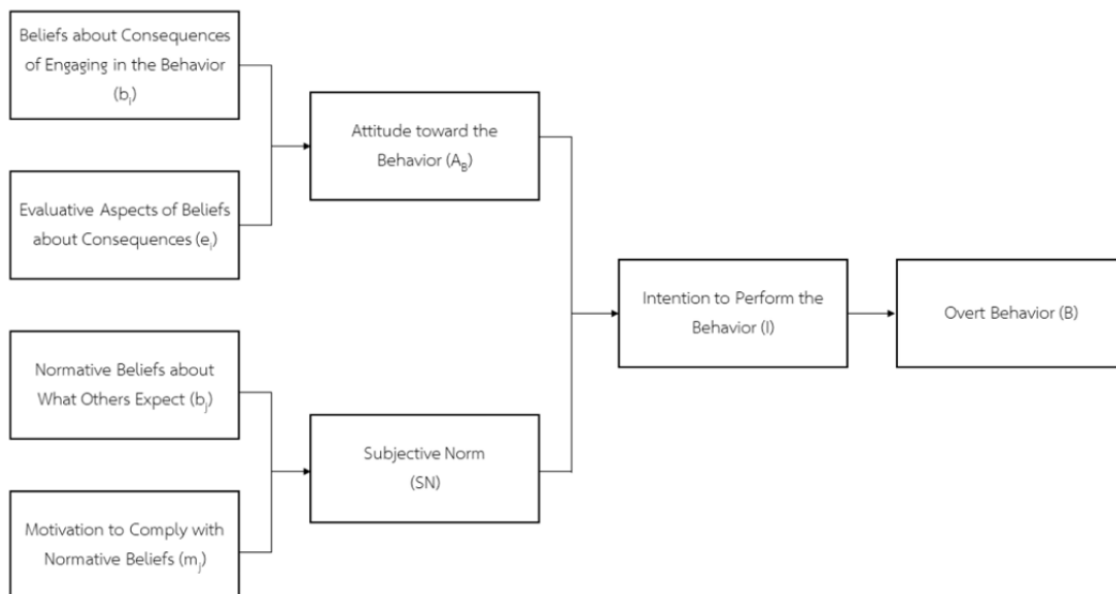 Beliefs about Consequences
of Engaging in the Behavior
(bᵢ)
Evaluative Aspects of Beliefs
about Consequences (eᵢ)
Normative Beliefs about
What Others Expect (bⱼ)
Motivation to Comply with
Normative Beliefs (mⱼ)
Attitude toward the
Behavior (A_B)
Subjective Norm
(SN)
Intention to Perform the
Behavior (I)
Overt Behavior (B)